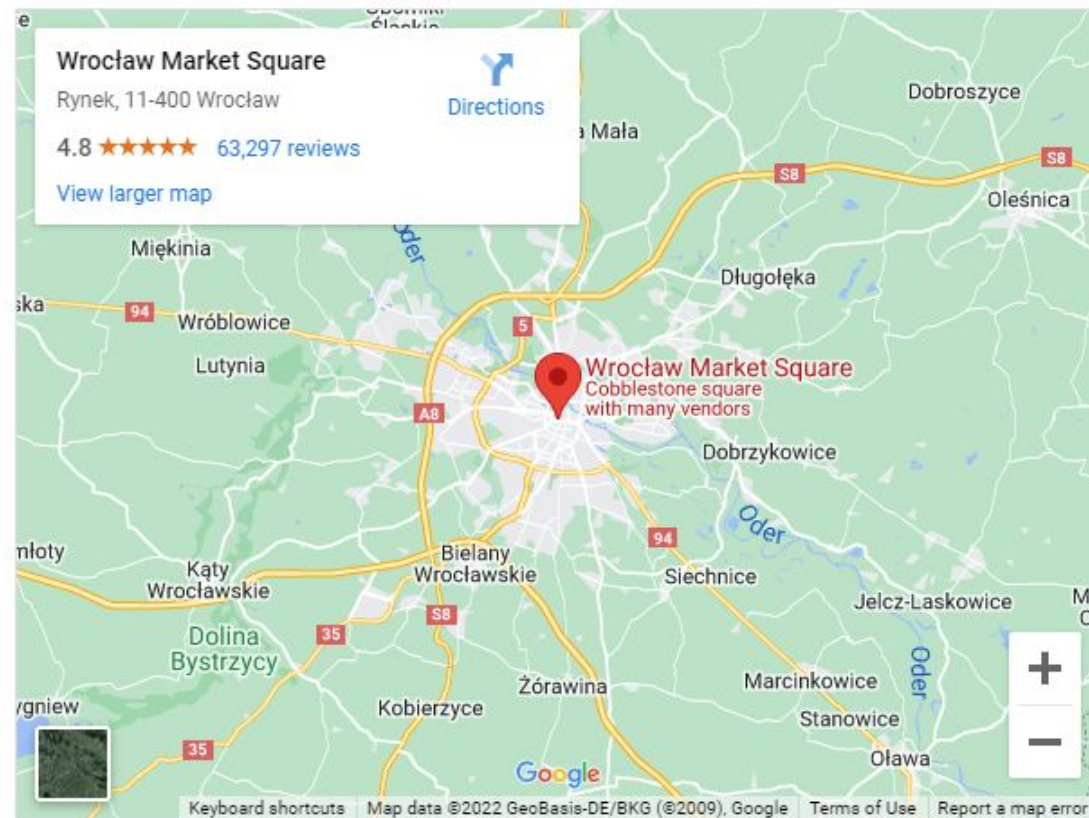 Wrocław Market Square
Rynek, 11-400 Wrocław
4.8
63,297 reviews
View larger map
Directions
Mała
Dobroszyce
S8
S8
Oleśnica
Oder
Miękinia
Długołęka
94
5
Wróblowice
Lutynia
Wrocław Market Square
Cobblestone square
with many vendors
A8
Dobrzykowice
Oder
94
Bielany
Wrocławskie
Kąty
Wrocławskie
Siechnice
Jelcz-Laskowice
S8
35
Dolina
Bystrzycy
Oder
Żórawina
Marcinkowice
Kobierzyce
Stanowice
35
Oława
Google
Keyboard shortcuts
Map data ©2022 GeoBasis-DE/BKG (©2009), Google
Terms of Use
Report a map error